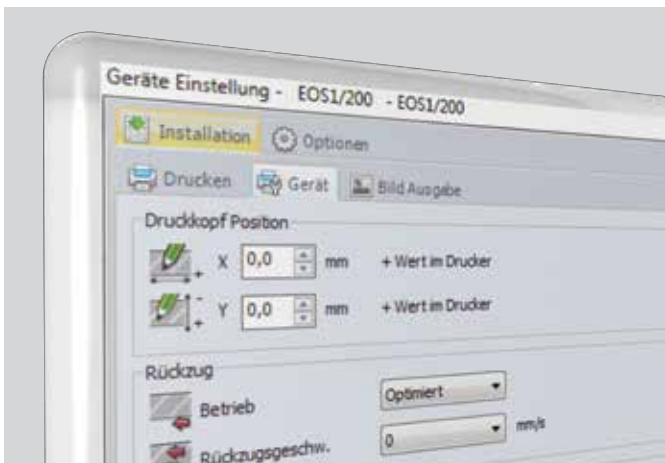 Geräte Einstellung - EOS1/200 - EOS1/200
Installation Optionen
Drucken Gerät Bild Ausgabe
Druckkopf Position
X 0,0 mm + Wert im Drucker
Y 0,0 mm + Wert im Drucker
Rückzug
Betrieb Optimiert
Rückzugsgeschw. 0 mm/s